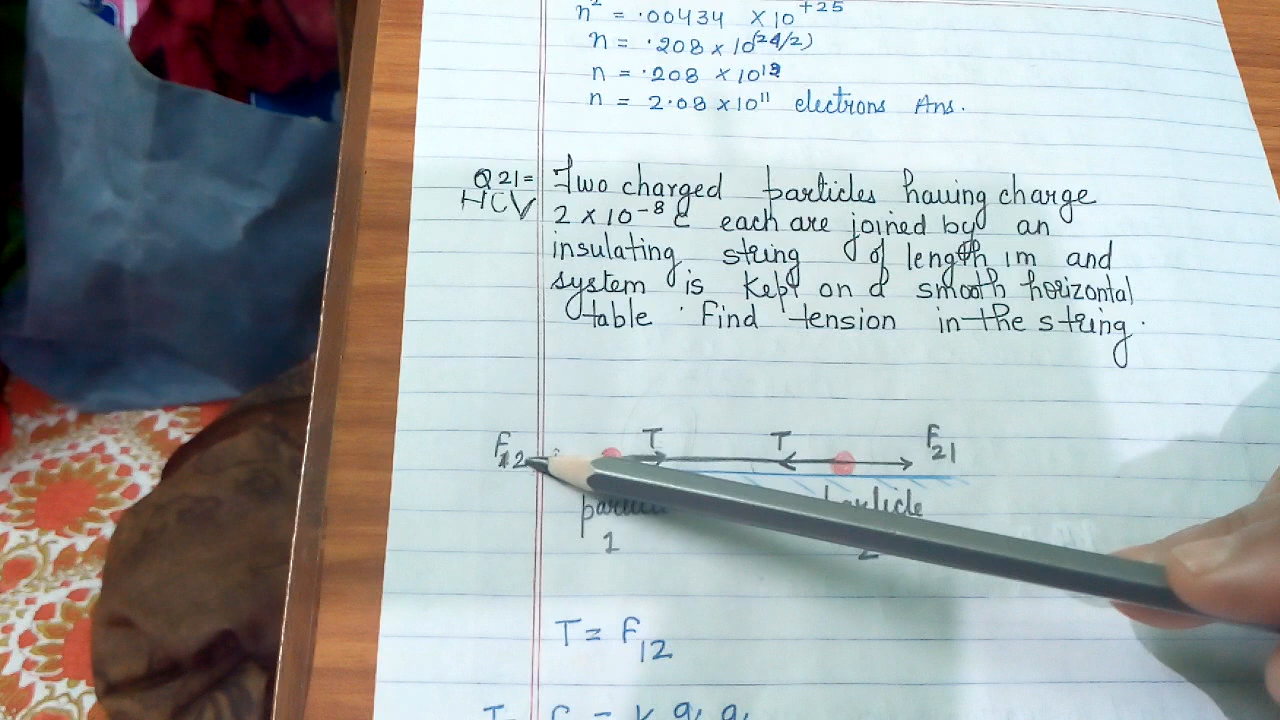 n² = .00434 × 10⁺²⁵
n = .208 × 10⁽²⁴/²⁾
n = .208 × 10¹²
n = 2.08 × 10¹¹ electrons Ans.
Q 21 = Two charged particles having charge
HCV 2 × 10⁻⁸ C each are joined by an
insulating string of length 1m and
system is kept on a smooth horizontal
table. Find tension in the string.
F₁₂ T T F₂₁
particle
1 2
T = F₁₂